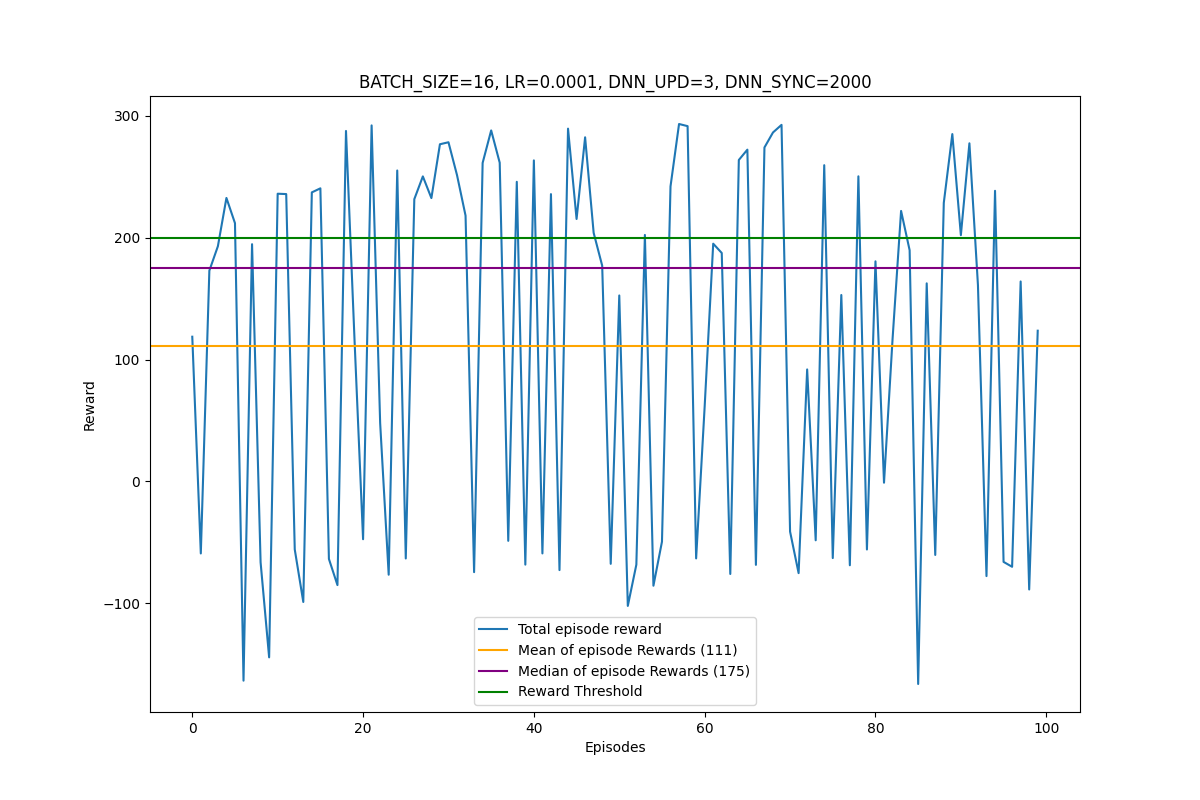 BATCH_SIZE=16, LR=0.0001, DNN_UPD=3, DNN_SYNC=2000
300
200
100
0
−100
Reward
Total episode reward
Mean of episode Rewards (111)
Median of episode Rewards (175)
Reward Threshold
0 20 40 60 80 100
Episodes